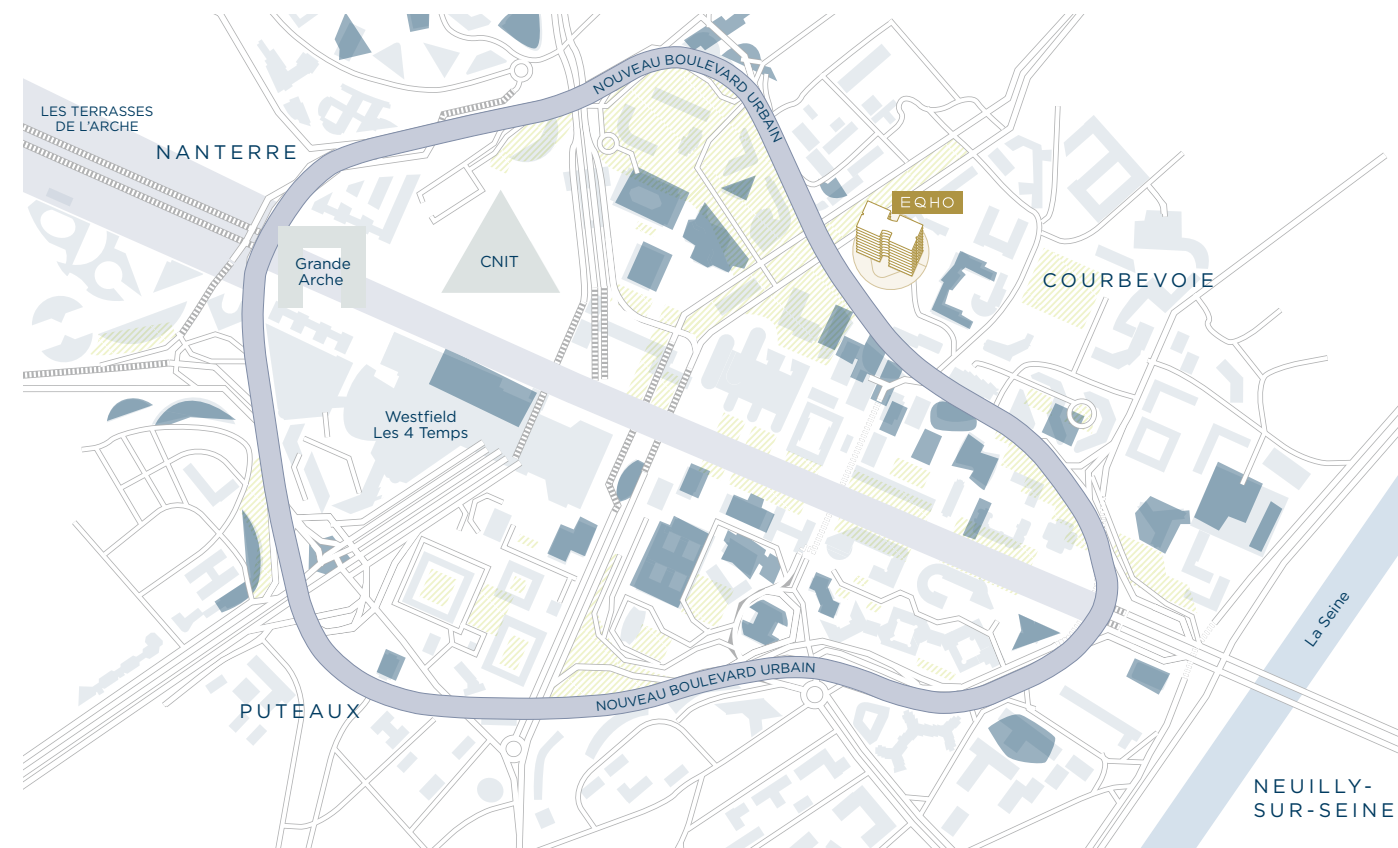 NOUVEAU BOULEVARD URBAIN
LES TERRASSES
DE L'ARCHE
NANTERRE
EQHO
Grande
Arche
CNIT
COURBEVOIE
Westfield
Les 4 Temps
La Seine
NOUVEAU BOULEVARD URBAIN
PUTEAUX
NEUILLY-
SUR-SEINE